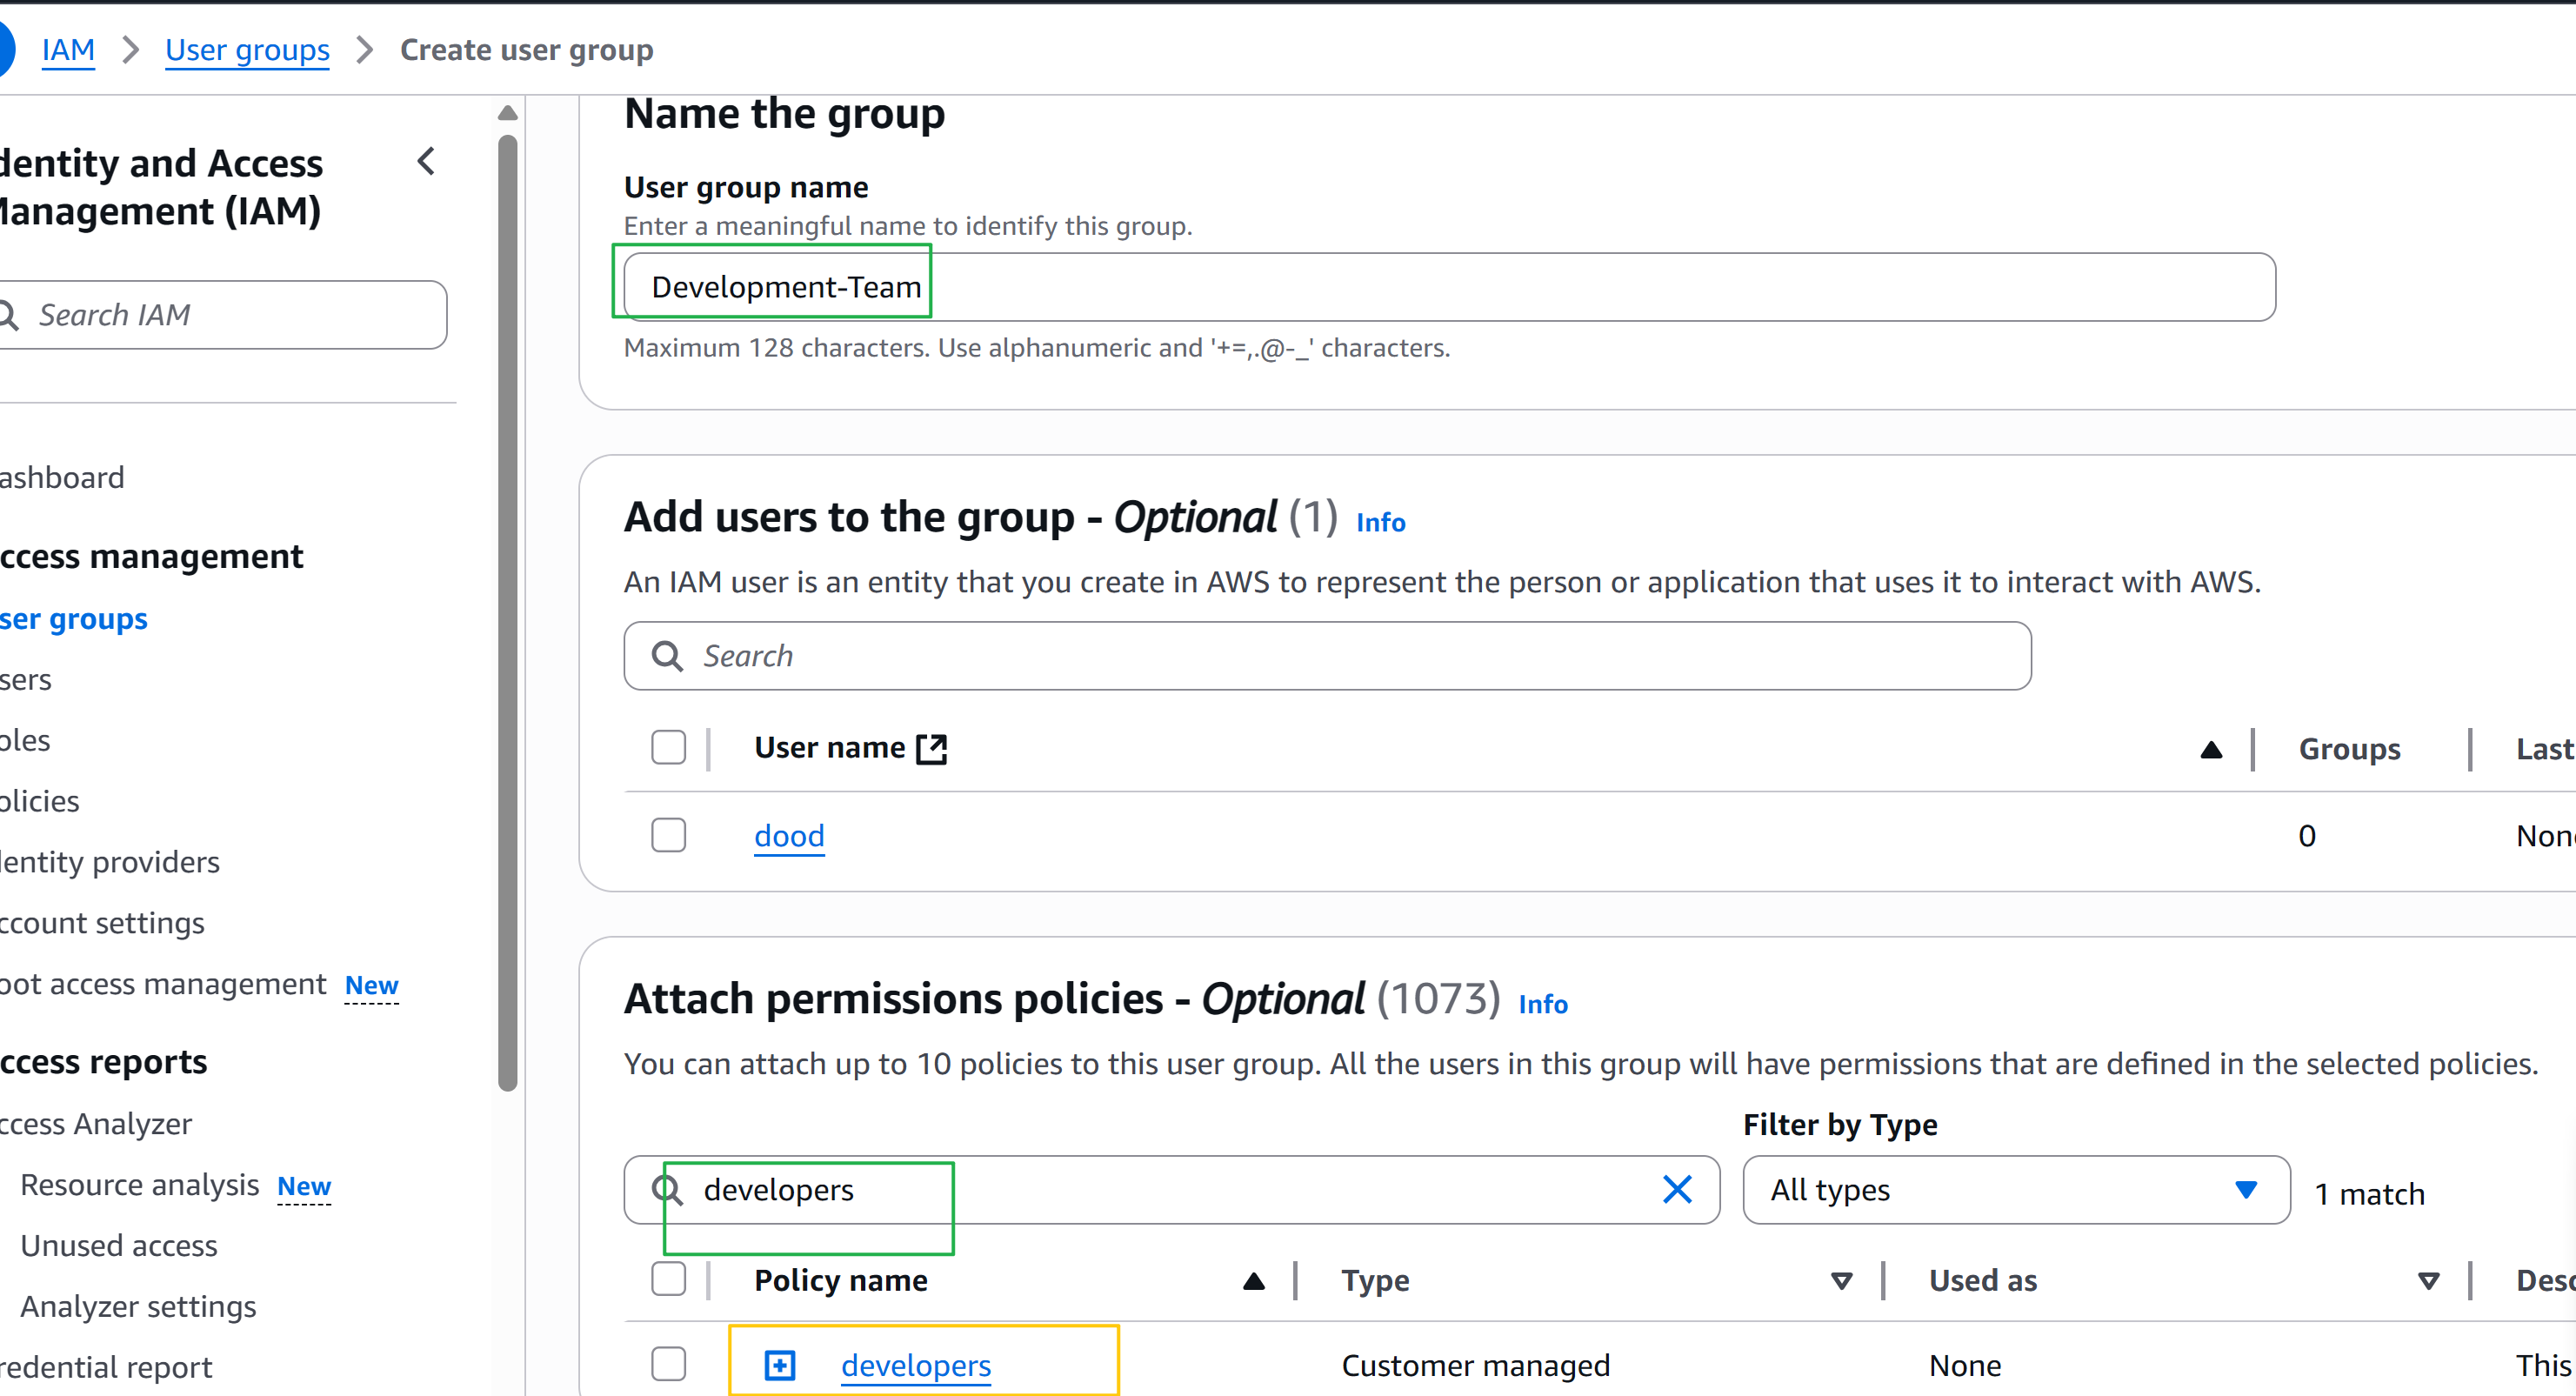 IAM > User groups > Create user group
dentity and Access
Management (IAM)
Search IAM
ashboard
ccess management
ser groups
sers
oles
olicies
dentity providers
ccount settings
oot access management New
ccess reports
ccess Analyzer
Resource analysis New
Unused access
Analyzer settings
redential report
Name the group
User group name
Enter a meaningful name to identify this group.
Development-Team
Maximum 128 characters. Use alphanumeric and '+=,.@-_' characters.
Add users to the group - Optional (1) Info
An IAM user is an entity that you create in AWS to represent the person or application that uses it to interact with AWS.
Search
User name Groups Last
dood 0 Non
Attach permissions policies - Optional (1073) Info
You can attach up to 10 policies to this user group. All the users in this group will have permissions that are defined in the selected policies.
Filter by Type
developers All types 1 match
Policy name Type Used as Desc
developers Customer managed None This